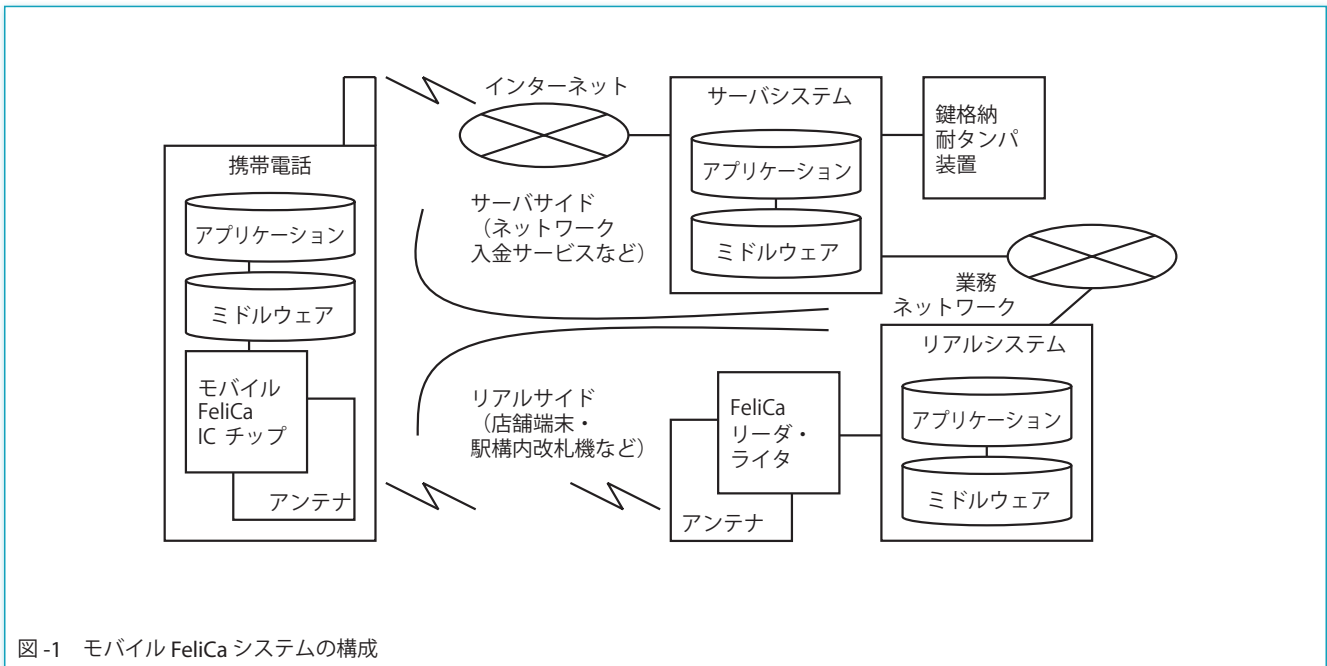 携帯電話
アプリケーション
ミドルウェア
モバイル
FeliCa
IC チップ
アンテナ
インターネット
サーバサイド
（ネットワーク
入金サービスなど）
サーバシステム
アプリケーション
ミドルウェア
鍵格納
耐タンパ
装置
業務
ネットワーク
リアルサイド
（店舗端末・
駅構内改札機など）
FeliCa
リーダ・
ライタ
アンテナ
リアルシステム
アプリケーション
ミドルウェア
図 -1 モバイル FeliCa システムの構成